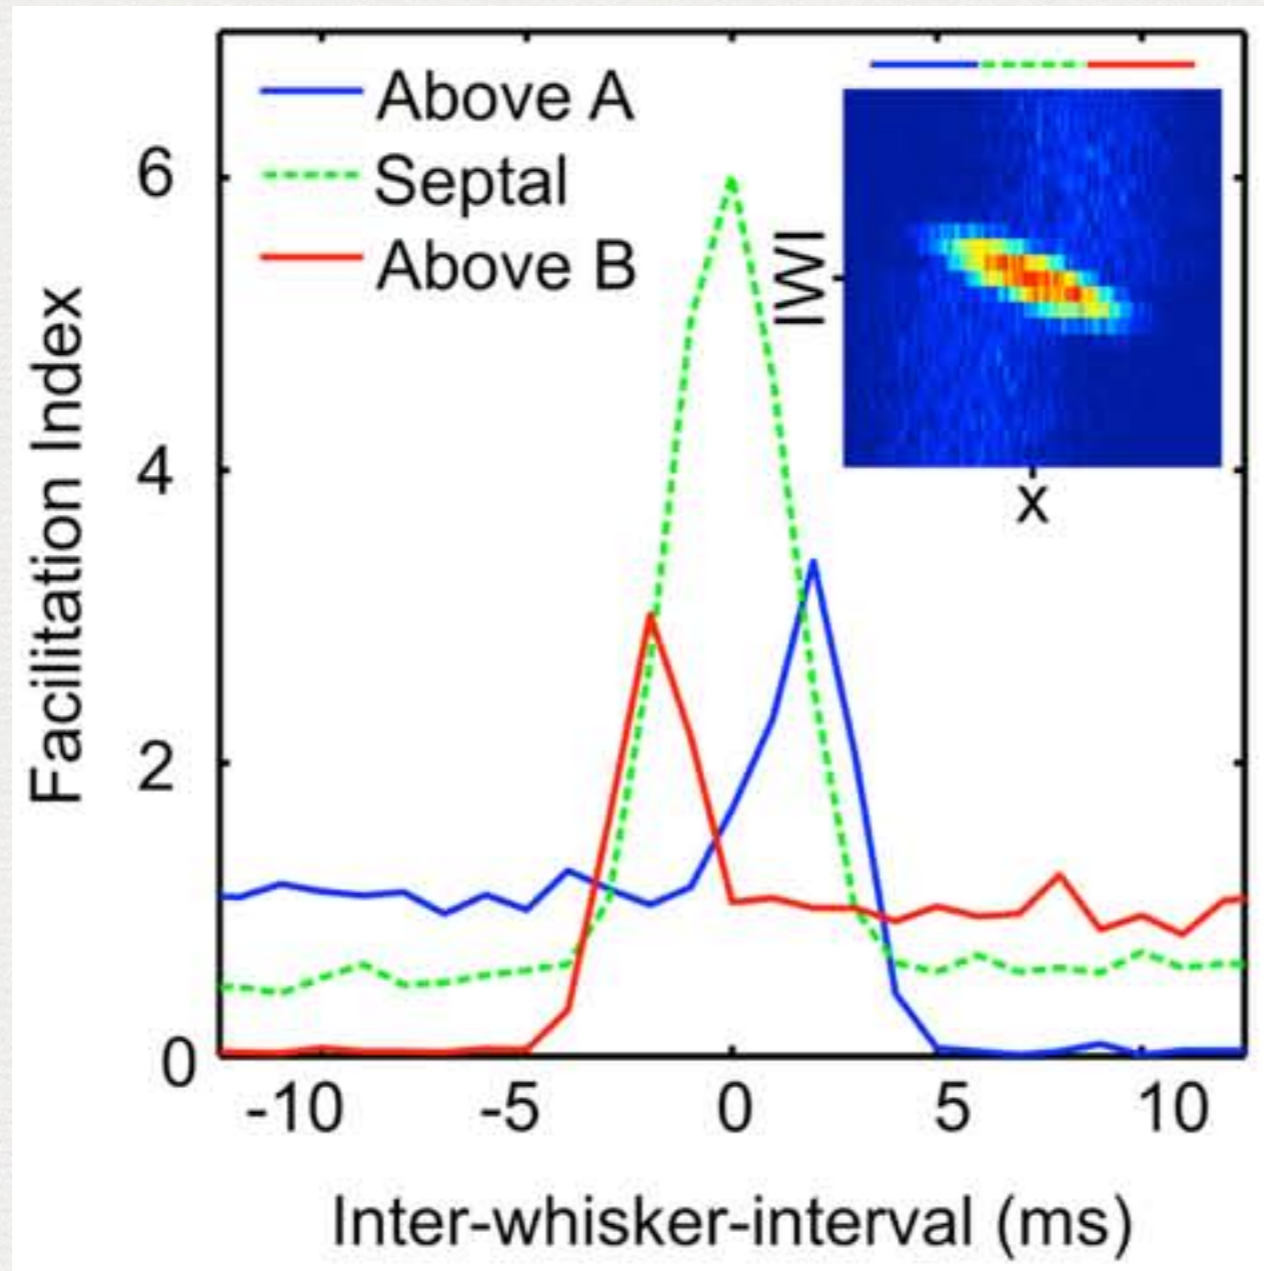 Above A
Septal
Above B
6
4
2
0
Facilitation Index
IWI
x
-10
-5
0
5
10
Inter-whisker-interval (ms)